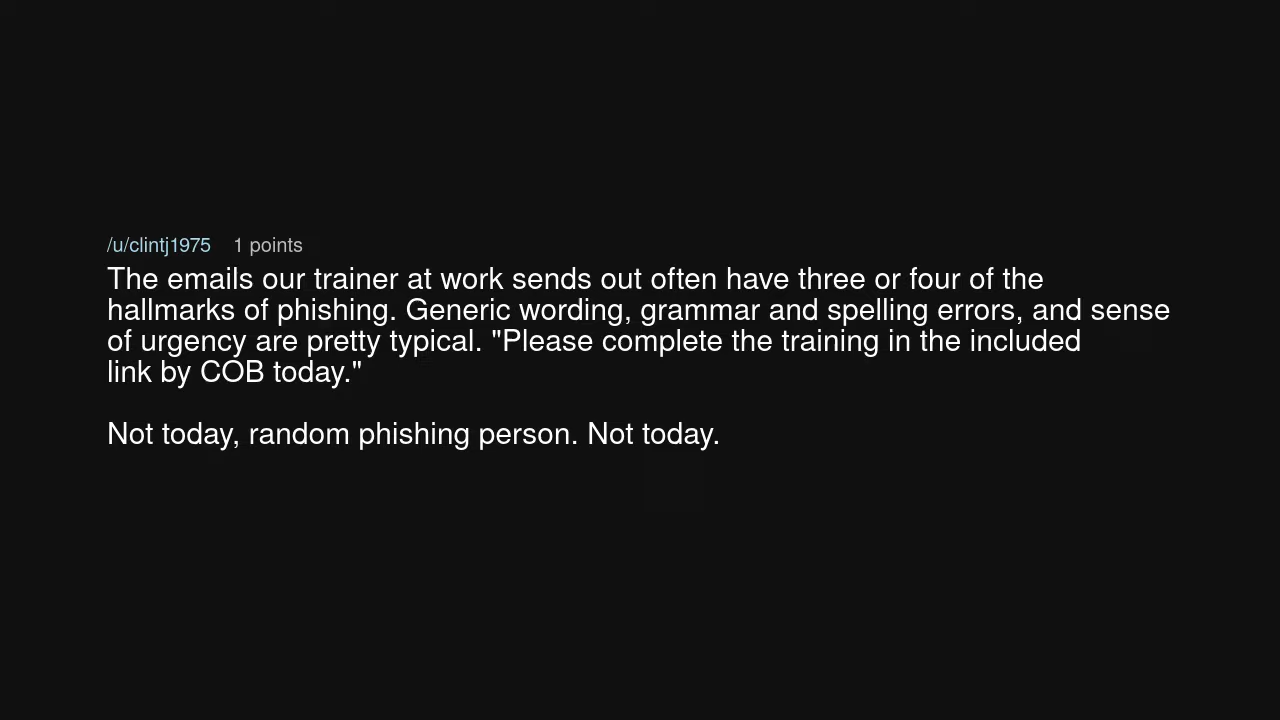 /u/clintj1975 1 points
The emails our trainer at work sends out often have three or four of the
hallmarks of phishing. Generic wording, grammar and spelling errors, and sense
of urgency are pretty typical. "Please complete the training in the included
link by COB today."
Not today, random phishing person. Not today.